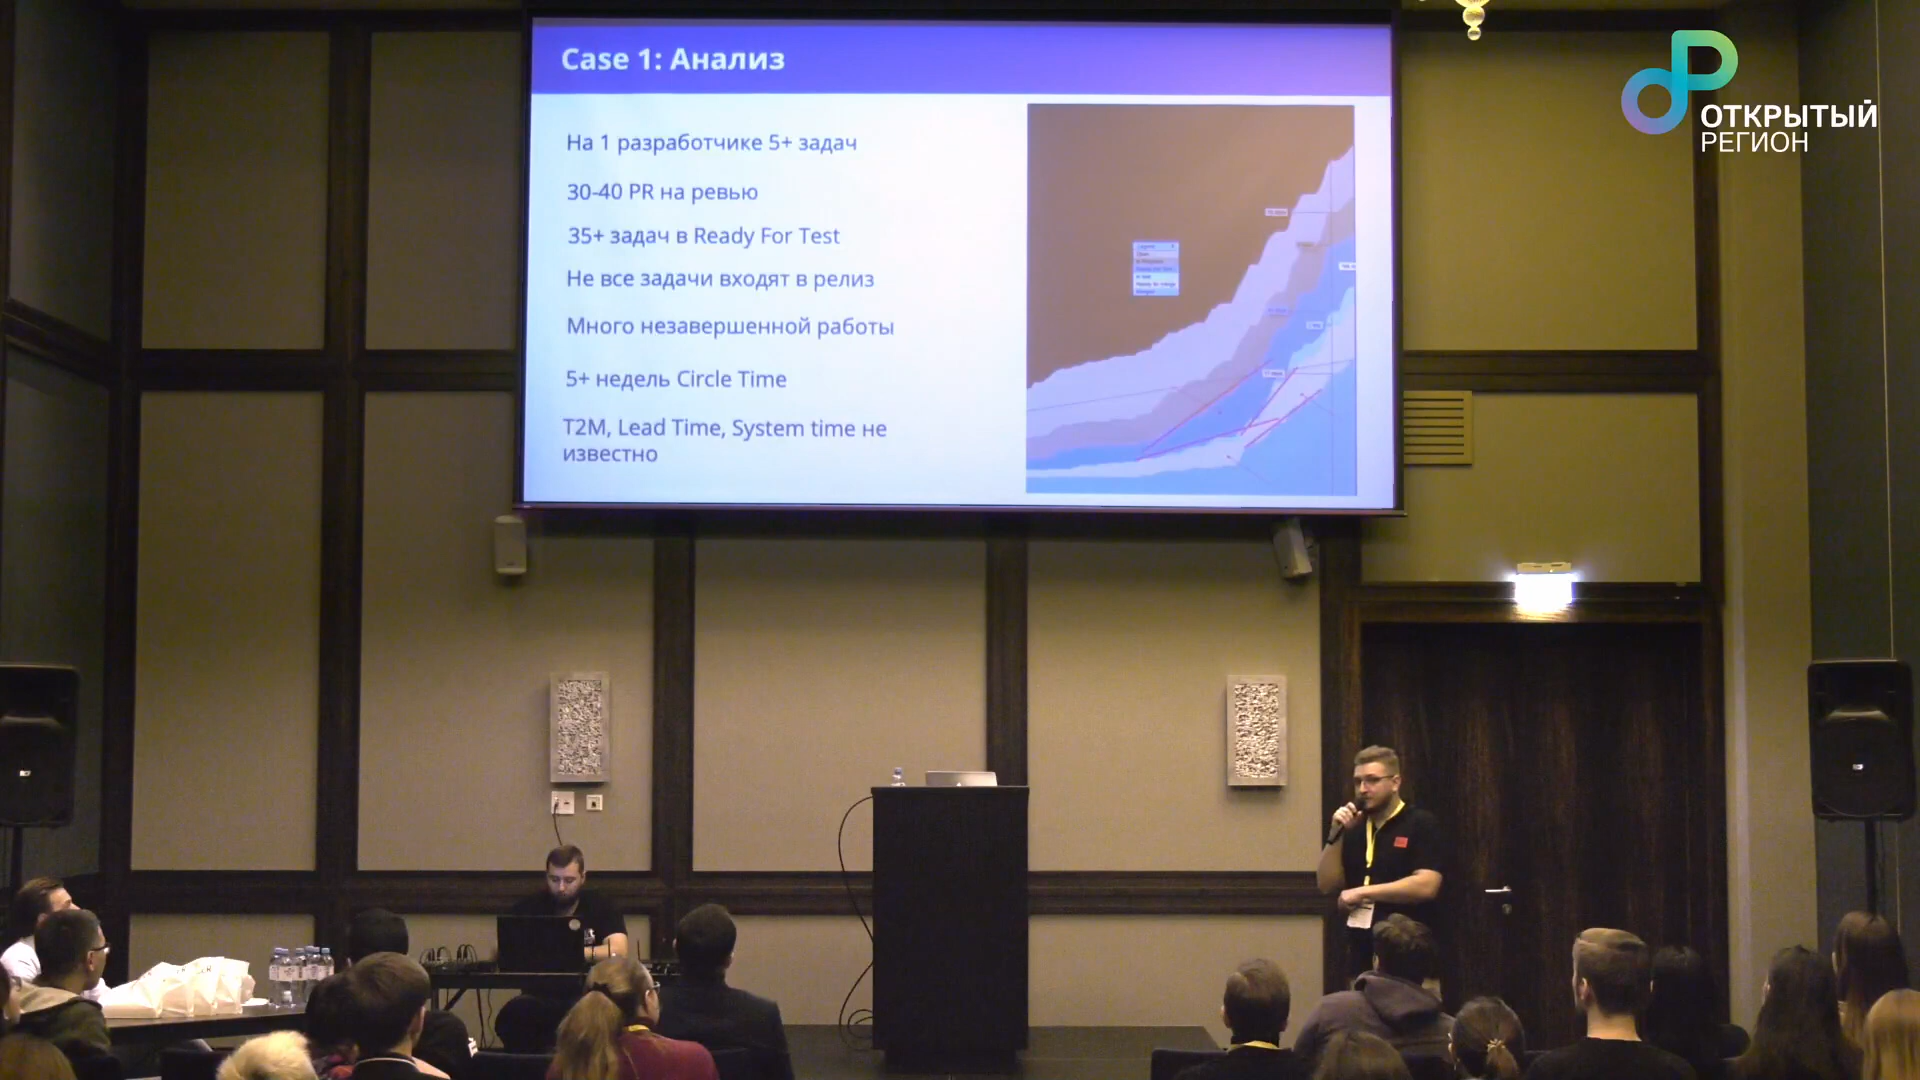 Case 1: Анализ
На 1 разработчике 5+ задач
30-40 PR на ревью
35+ задач в Ready For Test
Не все задачи входят в релиз
Много незавершенной работы
5+ недель Circle Time
T2M, Lead Time, System time не
известно
ОТКРЫТЫЙ
РЕГИОН